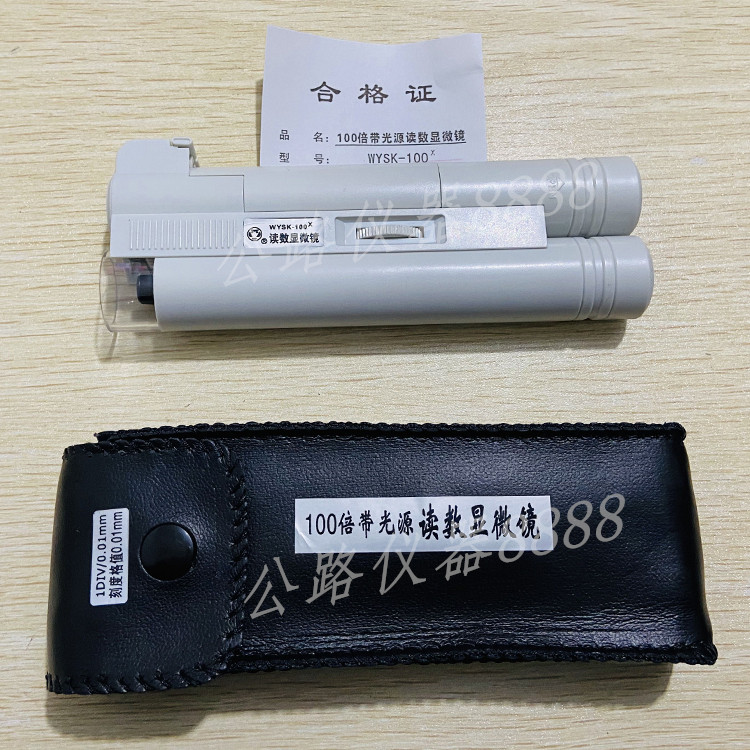 合格证
品 名：100倍带光源读数显微镜
型 号：WYSK-100X
WYSK-100X
® 读数显微镜
公路仪器8888
1DIV/0.01mm
刻度格值0.01mm
100倍带光源读数显微镜
公路仪器8888